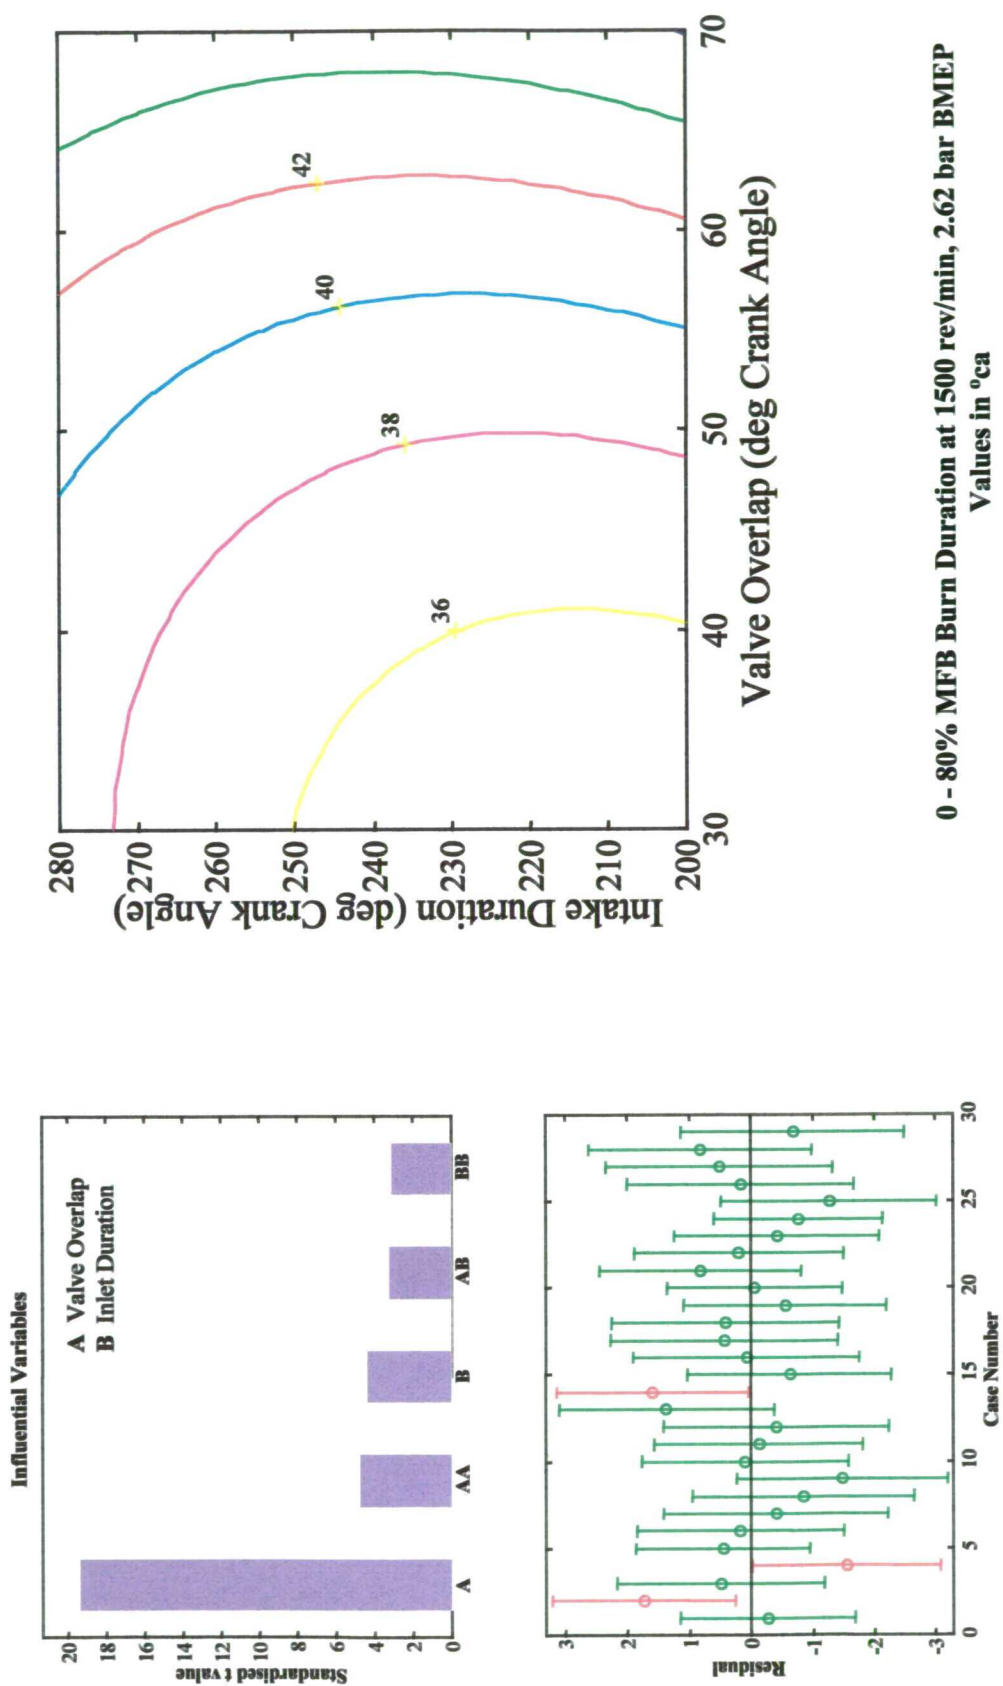 Influential Variables
Standardised t value
20
18
16
14
12
10
8
6
4
2
0
A Valve Overlap
B Inlet Duration
A
AA
B
AB
BB
Residual
3
2
1
0
-1
-2
-3
0
5
10
15
20
25
30
Case Number
Intake Duration (deg Crank Angle)
280
270
260
250
240
230
220
210
200
36
38
40
42
30
40
50
60
70
Valve Overlap (deg Crank Angle)
0 - 80% MFB Burn Duration at 1500 rev/min, 2.62 bar BMEP
Values in ºca